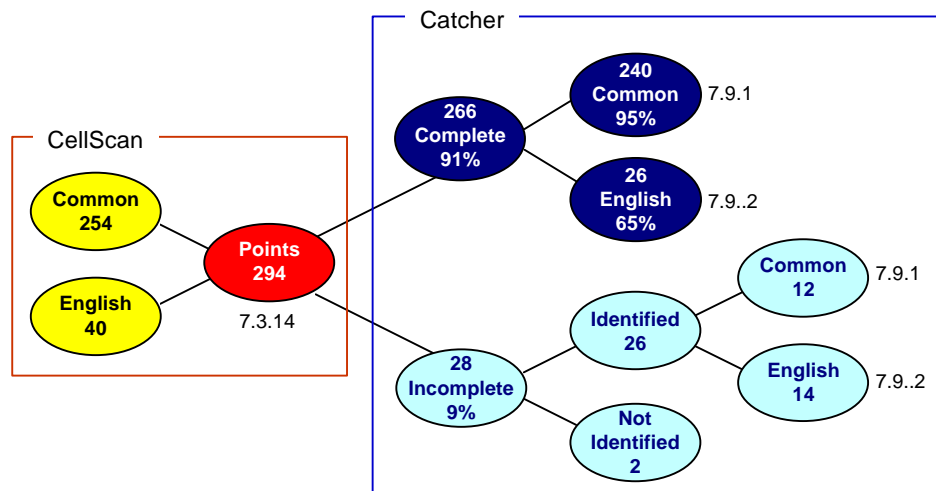 Catcher
CellScan
Common
254
English
40
Points
294
7.3.14
266
Complete
91%
240
Common
95%
7.9.1
26
English
65%
7.9..2
28
Incomplete
9%
Identified
26
Common
12
7.9.1
English
14
7.9..2
Not
Identified
2